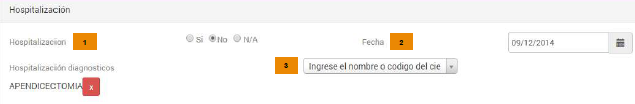 Hospitalización
Hospitalizacion 1 Si No N/A Fecha 2 09/12/2014
Hospitalización diagnosticos 3 Ingrese el nombre o codigo del cie
APENDICECTOMIA x